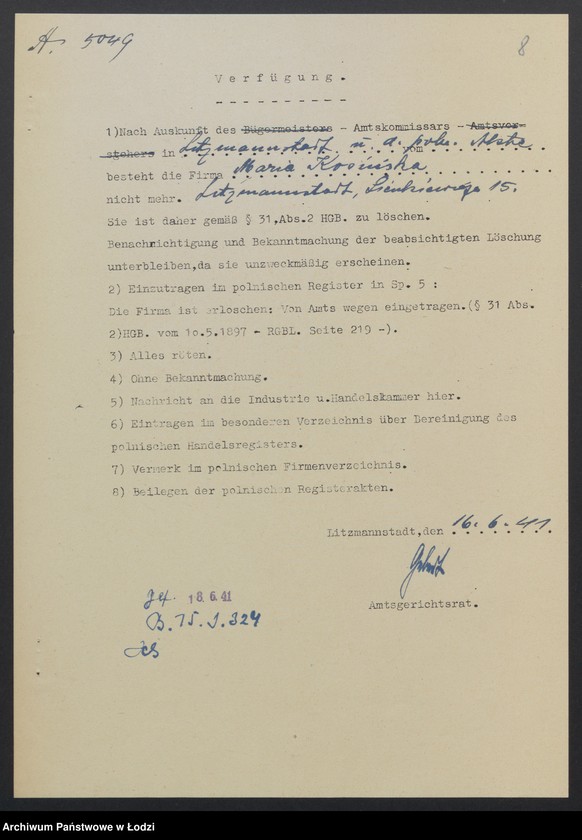 A. 5049
8
Verfügung.
1)Nach Auskunft des Bügermeisters - Amtskommissars - Amtsvor-
stehers in Litzmannstadt u. d. poln. vom
besteht die Firma Maria Kosińska
nicht mehr. Litzmannstadt, Sienkiewicza 15.
Sie ist daher gemäß § 31,Abs.2 HGB. zu löschen.
Benachrichtigung und Bekanntmachung der beabsichtigten Löschung
unterbleiben,da sie unzweckmäßig erscheinen.
2) Einzutragen im polnischen Register in Sp. 5 :
Die Firma ist erloschen: Von Amts wegen eingetragen.(§ 31 Abs.
2)HGB. vom 1o.5.1897 - RGBL. Seite 219 -).
3) Alles röten.
4) Ohne Bekanntmachung.
5) Nachricht an die Industrie u.Handelskammer hier.
6) Eintragen im besonderen Verzeichnis über Bereinigung des
polnischen Handelsregisters.
7) Vermerk im polnischen Firmenverzeichnis.
8) Beilegen der polnischen Registerakten.
Litzmannstadt,den 16.6.41
Amtsgerichtsrat.
18.6.41
B. 75. J. 324
Archiwum Państwowe w Łodzi